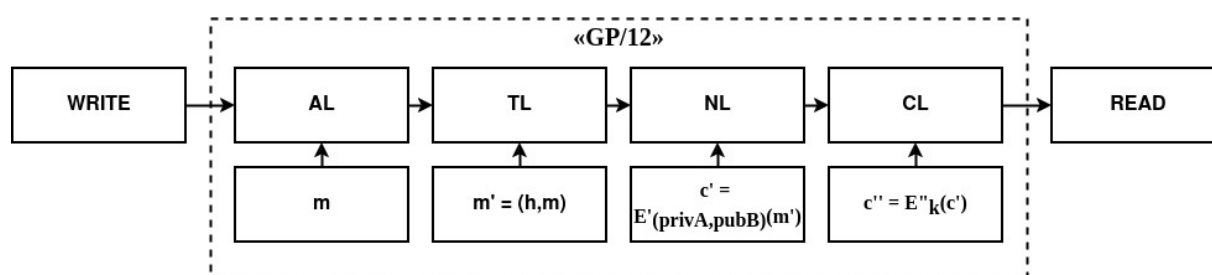 «GP/12»
WRITE
AL
TL
NL
CL
READ
m
m' = (h,m)
c' =
E'(privA,pubB)(m')
c'' = E"k(c')